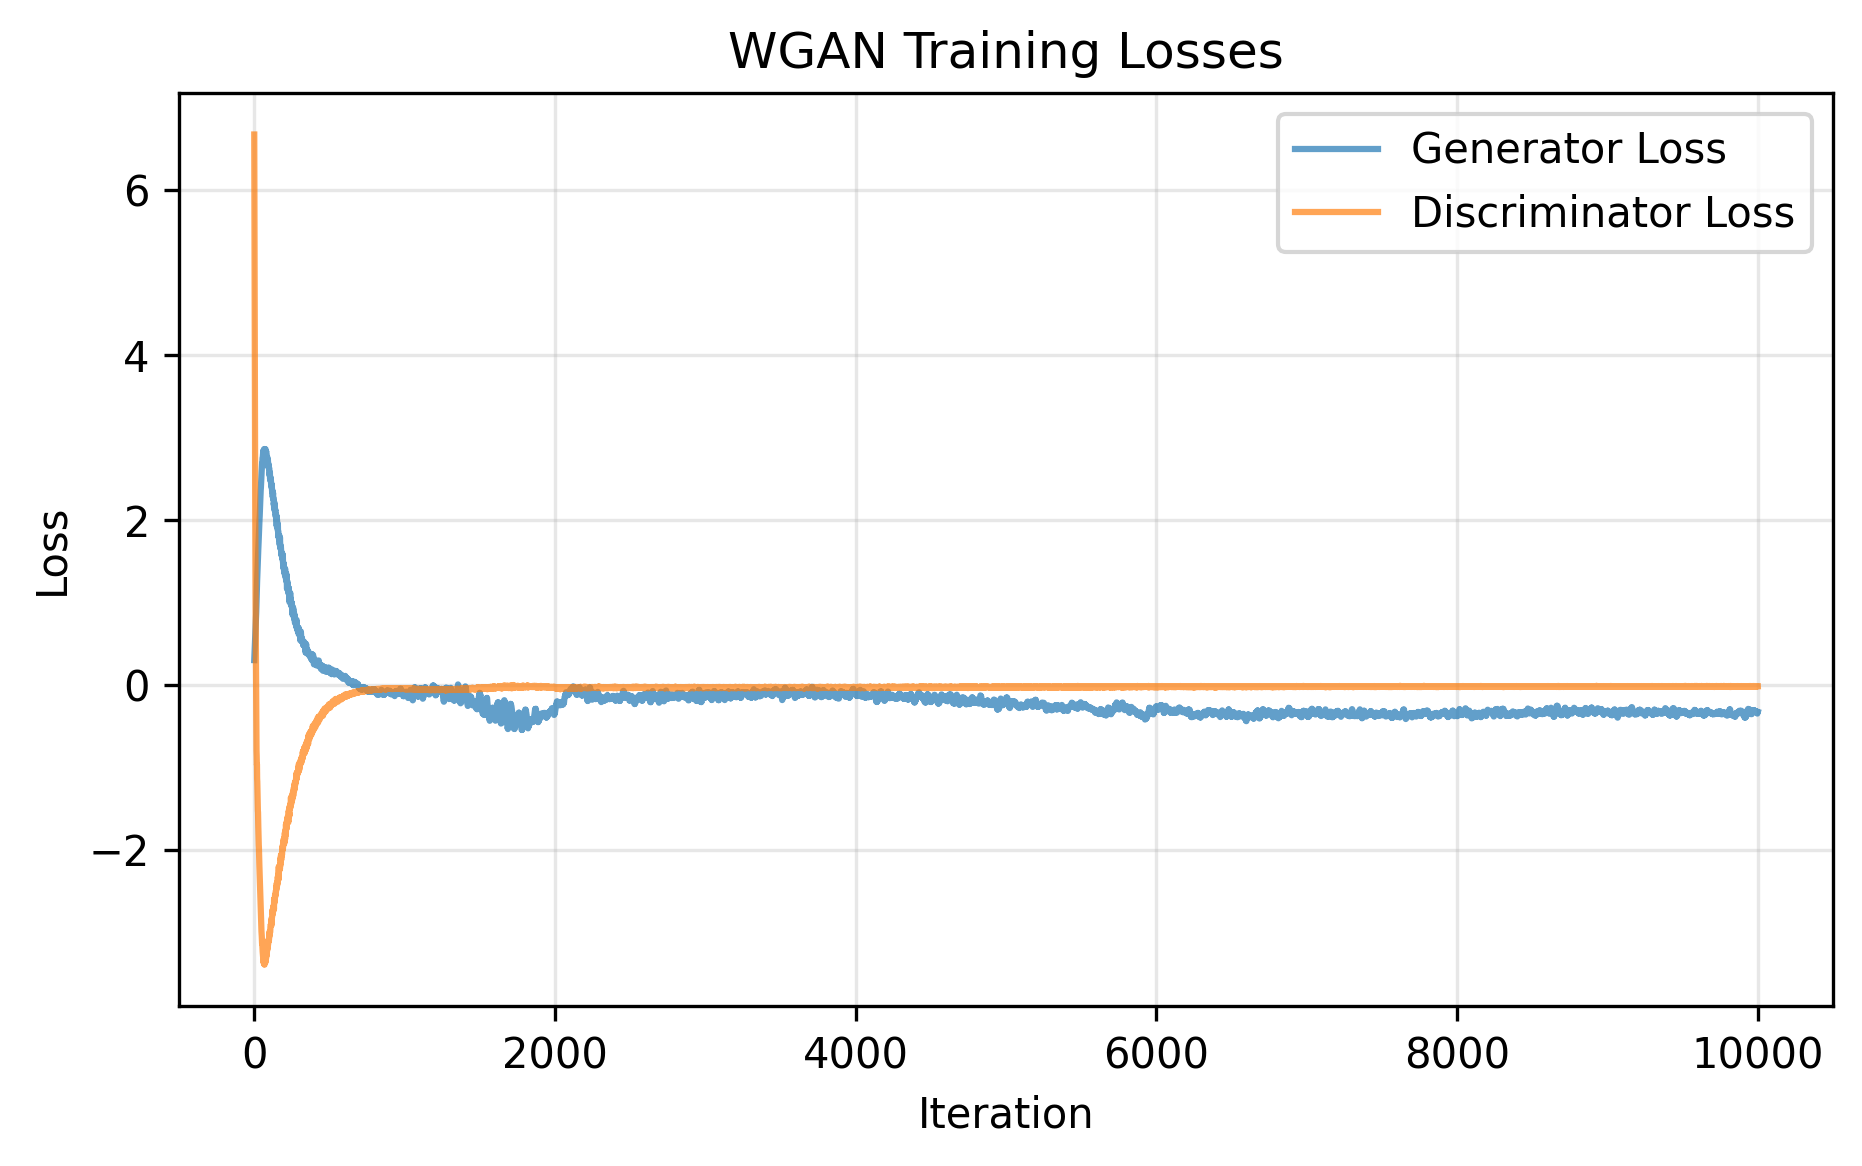 WGAN Training Losses
Generator Loss
Discriminator Loss
6
4
2
0
−2
Loss
0 2000 4000 6000 8000 10000
Iteration